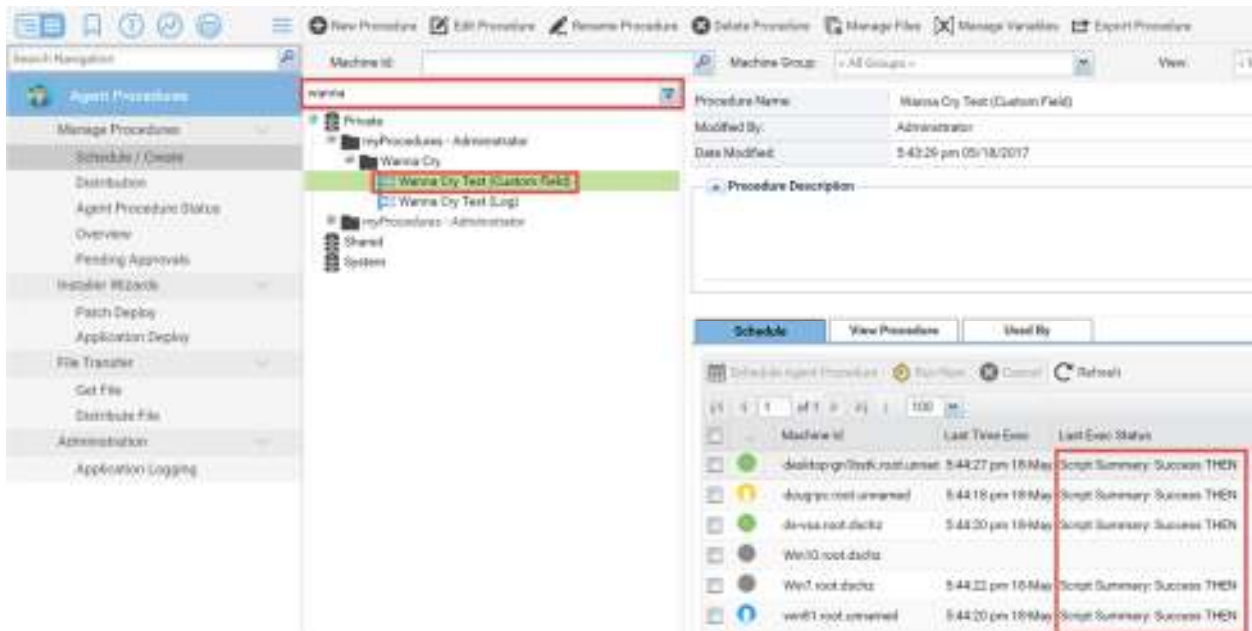 New Procedure Edit Procedure Rename Procedure Delete Procedure Manage Files Manage Variables Export Procedure
Search Navigation
Machine Id:
Machine Group:
< All Groups >
View:
Agent Procedures
Manage Procedures
Schedule / Create
Distribution
Agent Procedure Status
Overview
Pending Approvals
Installer Wizards
Patch Deploy
Application Deploy
File Transfer
Get File
Distribute File
Administration
Application Logging
wanna
Private
myProcedures - Administrator
Wanna Cry
Wanna Cry Test (Custom Field)
Wanna Cry Test (Log)
myProcedures - Administrator
Shared
System
Procedure Name: Wanna Cry Test (Custom Field)
Modified By: Administrator
Date Modified: 5:43:29 pm 05/18/2017
Procedure Description
Schedule View Procedure Used By
Schedule Agent Procedure Run Now Cancel Refresh
1 of 1 100
Machine Id Last Time Exec Last Exec Status
5:44:27 pm 18-May Script Summary: Success THEN
doug-pc.root.unnamed 5:44:18 pm 18-May Script Summary: Success THEN
de-vsa.root.dachz 5:44:20 pm 18-May Script Summary: Success THEN
Win10.root.dachz
Win7.root.dachz 5:44:22 pm 18-May Script Summary: Success THEN
win81.root.unnamed 5:44:20 pm 18-May Script Summary: Success THEN